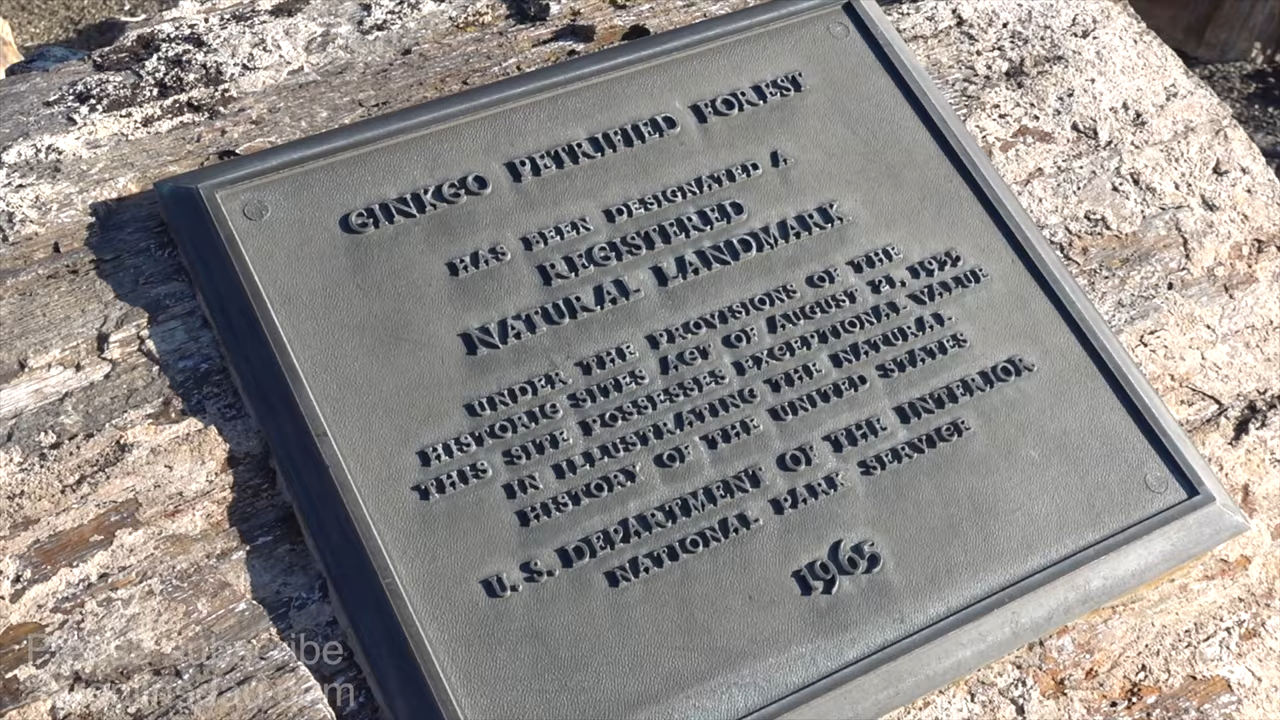 GINKGO PETRIFIED FOREST
HAS BEEN DESIGNATED A
REGISTERED
NATURAL LANDMARK
UNDER THE PROVISIONS OF THE
HISTORIC SITES ACT OF AUGUST 21, 1935
THIS SITE POSSESSES EXCEPTIONAL VALUE
IN ILLUSTRATING THE NATURAL
HISTORY OF THE UNITED STATES
U.S. DEPARTMENT OF THE INTERIOR
NATIONAL PARK SERVICE
1965